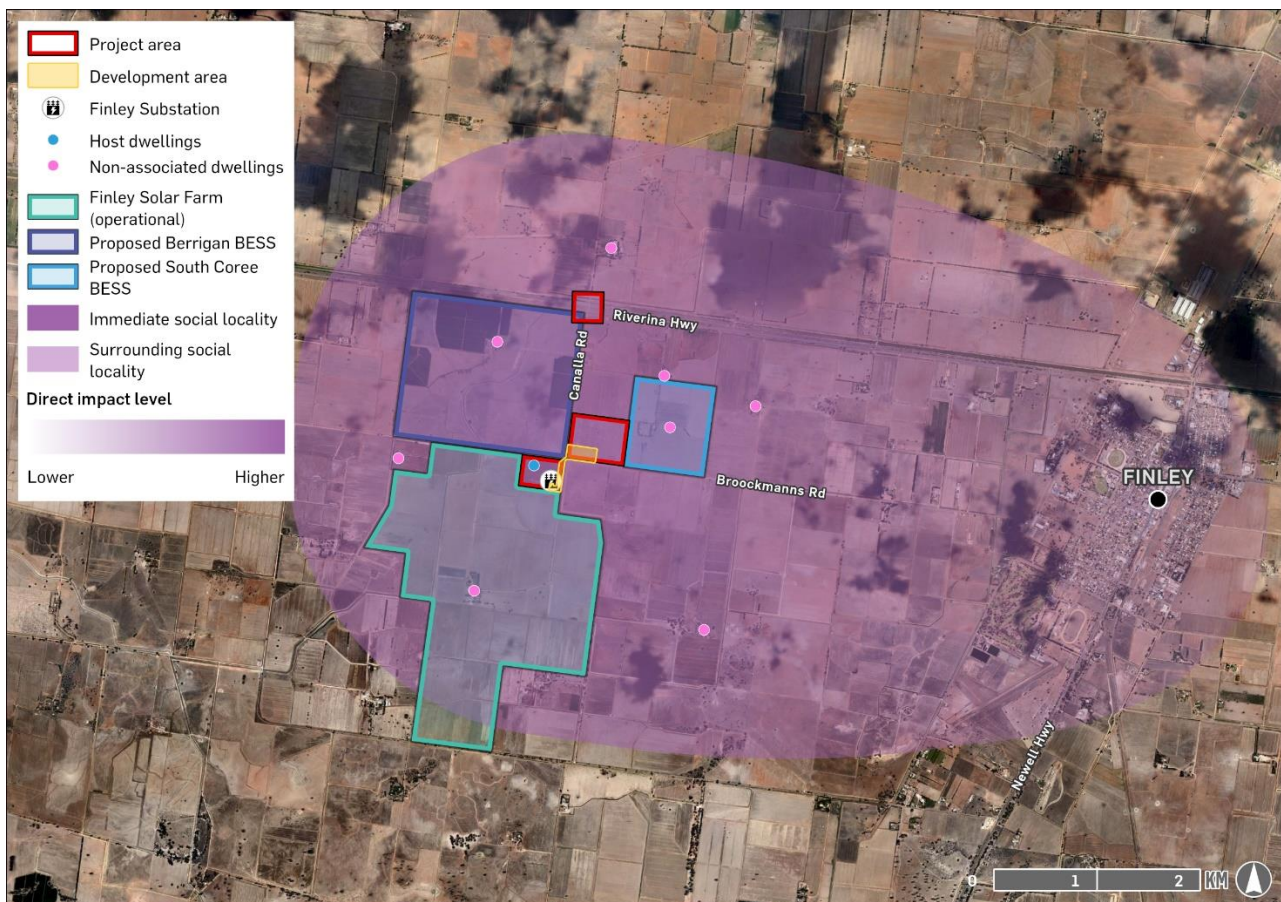 Project area
Development area
Finley Substation
Host dwellings
Non-associated dwellings
Finley Solar Farm
(operational)
Proposed Berrigan BESS
Proposed South Coree
BESS
Immediate social locality
Surrounding social
locality
Direct impact level
Lower Higher
Riverina Hwy
Canalla Rd
Broockmanns Rd
FINLEY
Newell Hwy
0 1 2 KM